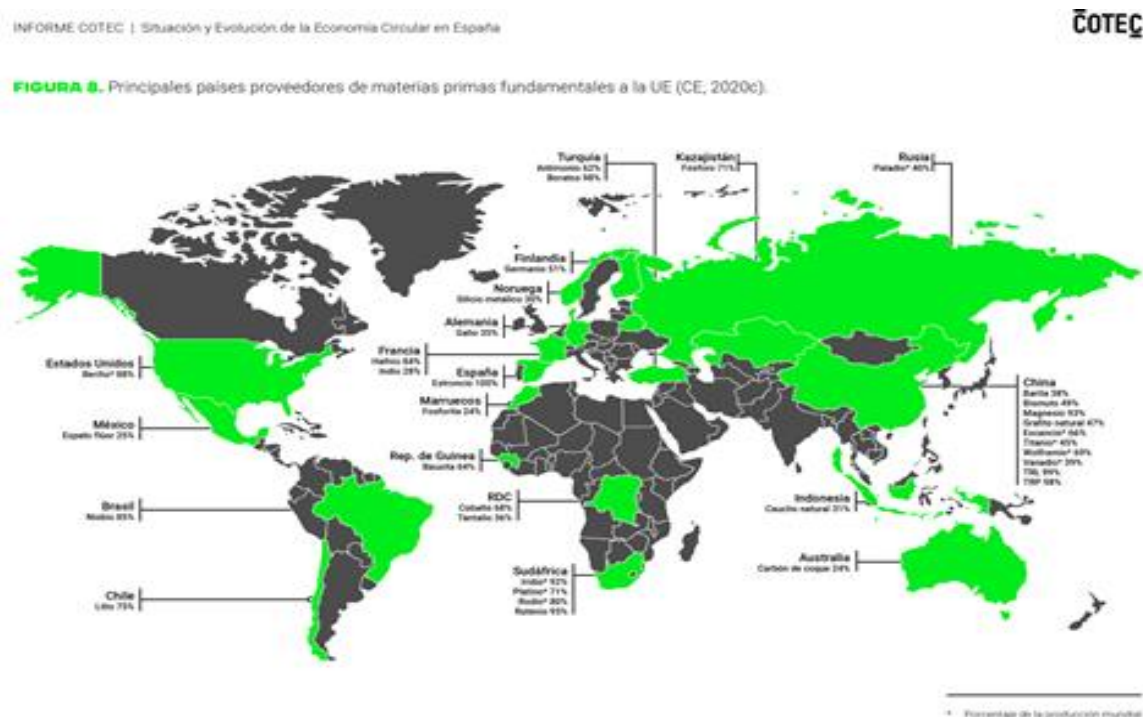 INFORME COTEC | Situación y Evolución de la Economía Circular en España
COTEC
FIGURA 8. Principales países proveedores de materias primas fundamentales a la UE (CE, 2020c).
Turquía
Antimonio 62%
Boratos 98%
Kazajistán
Fósforo 71%
Rusia
Paladio* 40%
Finlandia
Germanio 51%
Noruega
Silicio metálico 30%
Alemania
Galio 35%
Francia
Hafnio 84%
Indio 28%
España
Estroncio 100%
Marruecos
Fosforita 24%
Rep. de Guinea
Bauxita 64%
RDC
Cobalto 68%
Tantalio 36%
Sudáfrica
Iridio* 92%
Platino* 71%
Rodio* 80%
Rutenio 93%
Estados Unidos
Berilio* 88%
México
Espato flúor 25%
Brasil
Niobio 85%
Chile
Litio 78%
China
Barita 38%
Bismuto 49%
Magnesio 93%
Grafito natural 47%
Escandio* 66%
Titanio* 45%
Wolframio* 69%
Vanadio* 39%
TRL 99%
TRP 98%
Indonesia
Caucho natural 31%
Australia
Carbón de coque 24%
* Porcentaje de la producción mundial